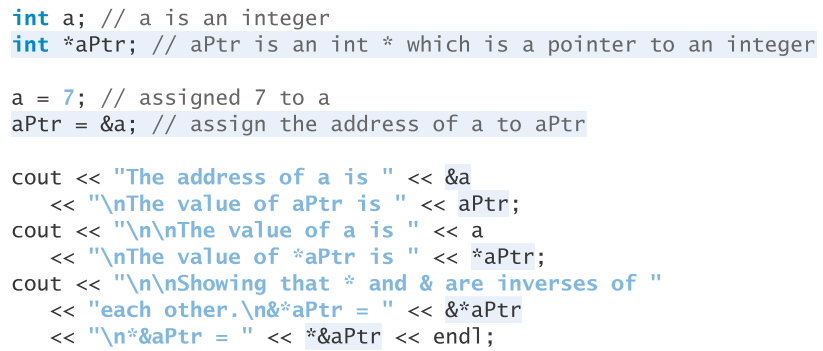 int a; // a is an integer
int *aPtr; // aPtr is an int * which is a pointer to an integer
a = 7; // assigned 7 to a
aPtr = &a; // assign the address of a to aPtr
cout << "The address of a is " << &a
<< "\nThe value of aPtr is " << aPtr;
cout << "\n\nThe value of a is " << a
<< "\nThe value of *aPtr is " << *aPtr;
cout << "\n\nShowing that * and & are inverses of "
<< "each other.\n&*aPtr = " << &*aPtr
<< "\n*&aPtr = " << *&aPtr << endl;